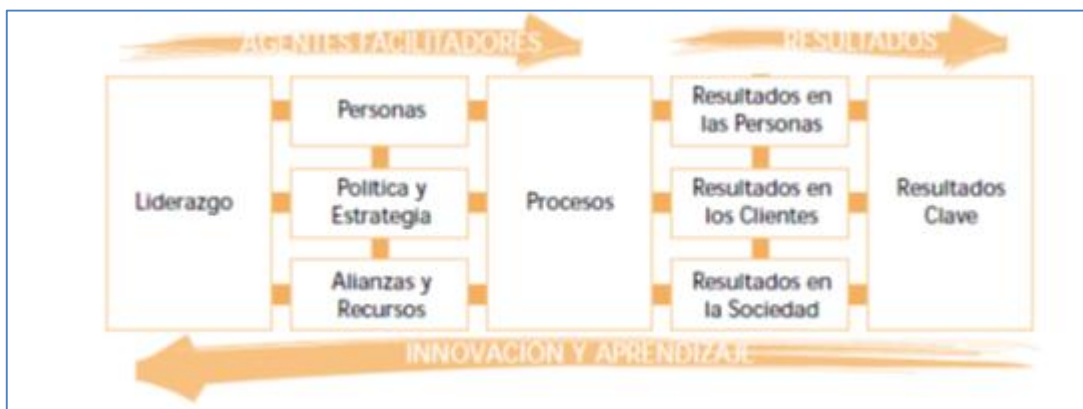 AGENTES FACILITADORES
RESULTADOS
Liderazgo
Personas
Política y
Estrategia
Alianzas y
Recursos
Procesos
Resultados en
las Personas
Resultados en
los Clientes
Resultados en
la Sociedad
Resultados
Clave
INNOVACIÓN Y APRENDIZAJE